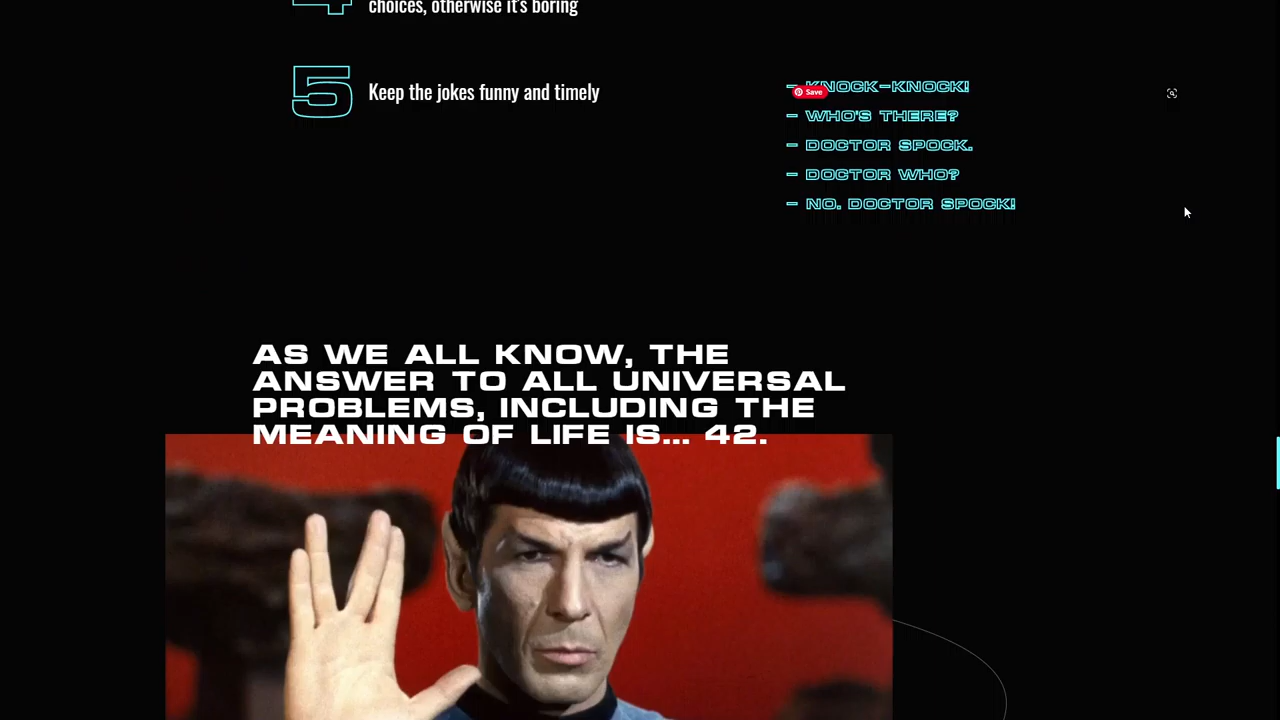 4
choices, otherwise it's boring
5
Keep the jokes funny and timely
– KNOCK-KNOCK!
Save
– WHO'S THERE?
– DOCTOR SPOCK.
– DOCTOR WHO?
– NO. DOCTOR SPOCK!
AS WE ALL KNOW, THE
ANSWER TO ALL UNIVERSAL
PROBLEMS, INCLUDING THE
MEANING OF LIFE IS... 42.